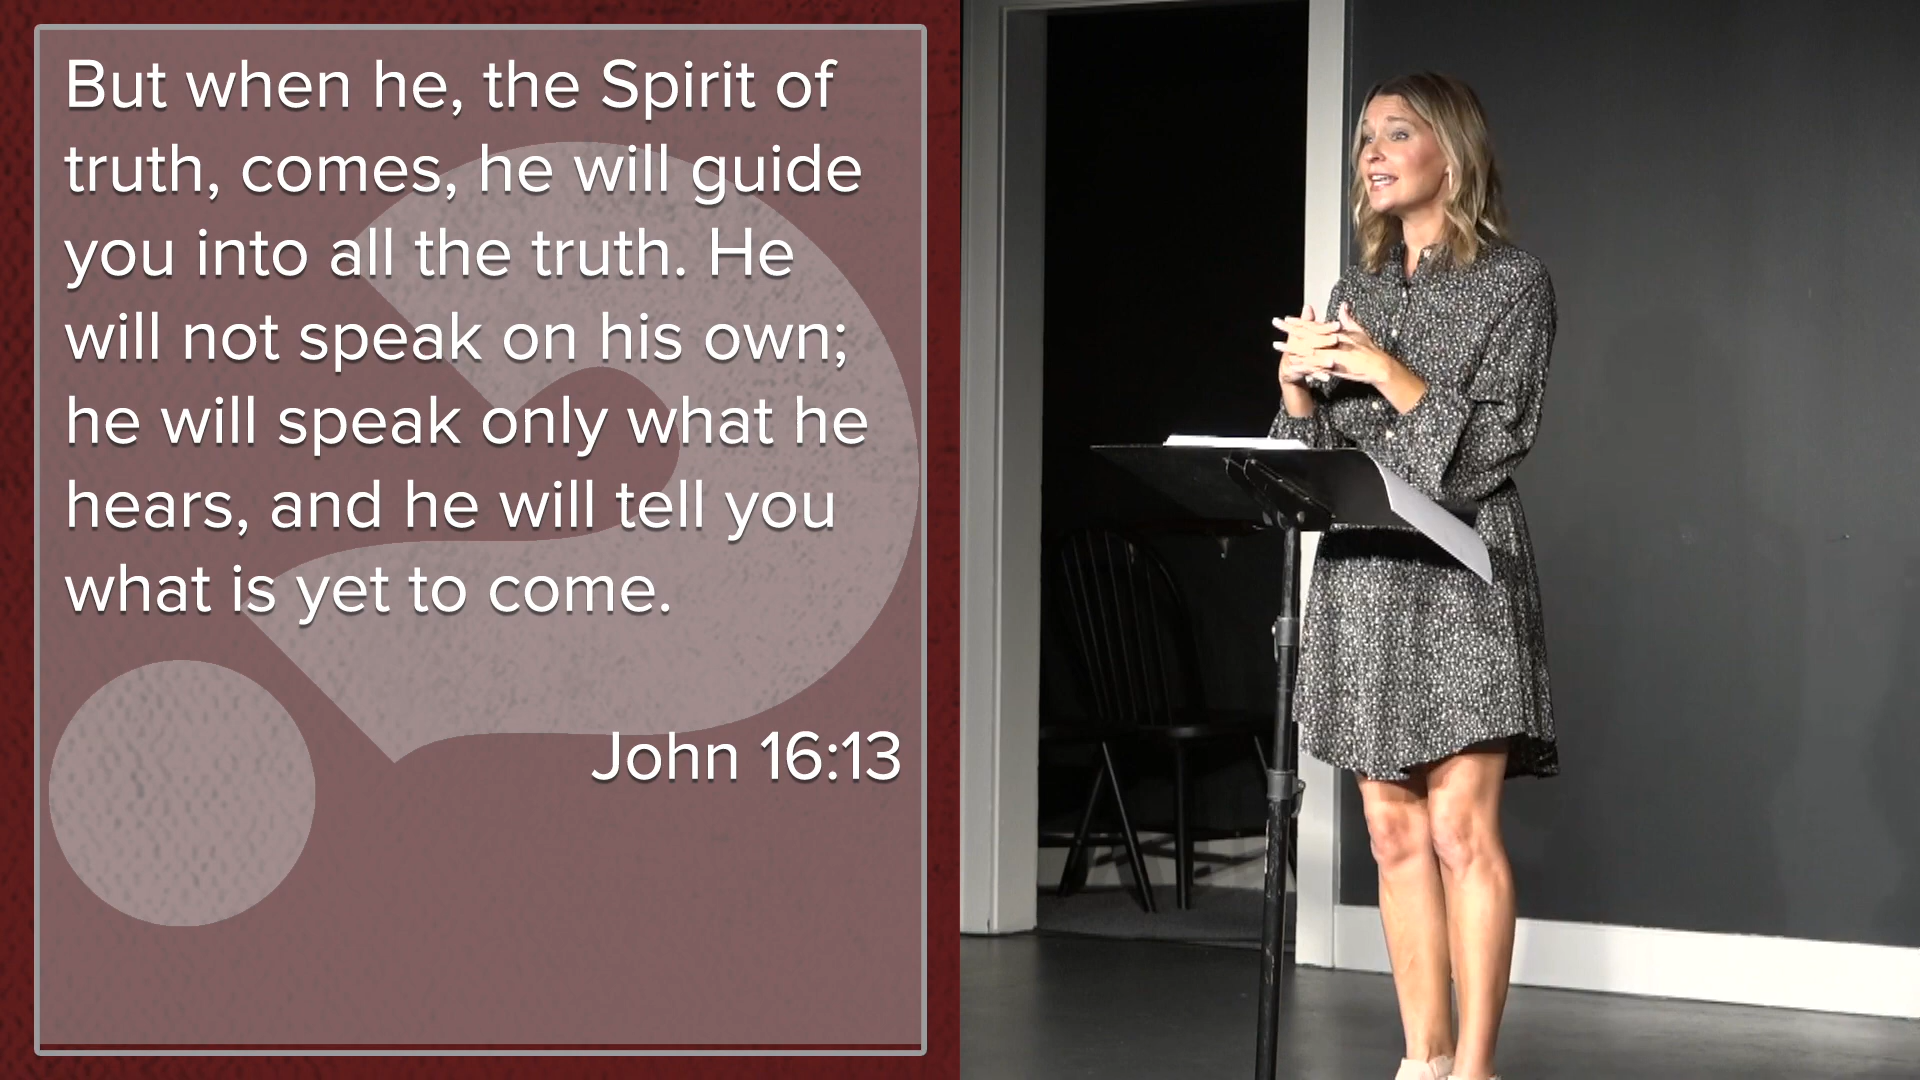 But when he, the Spirit of
truth, comes, he will guide
you into all the truth. He
will not speak on his own;
he will speak only what he
hears, and he will tell you
what is yet to come.
John 16:13